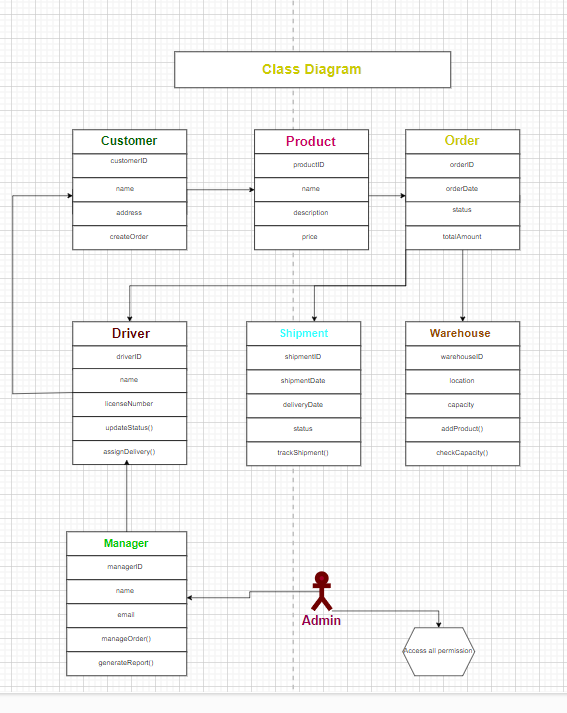 Class Diagram
Customer
customerID
name
address
createOrder
Product
productID
name
description
price
Order
orderID
orderDate
status
totalAmount
Driver
driverID
name
licenseNumber
updateStatus()
assignDelivery()
Shipment
shipmentID
shipmentDate
deliveryDate
status
trackShipment()
Warehouse
warehouseID
location
capacity
addProduct()
checkCapacity()
Manager
managerID
name
email
manageOrder()
generateReport()
Admin
Access all permission